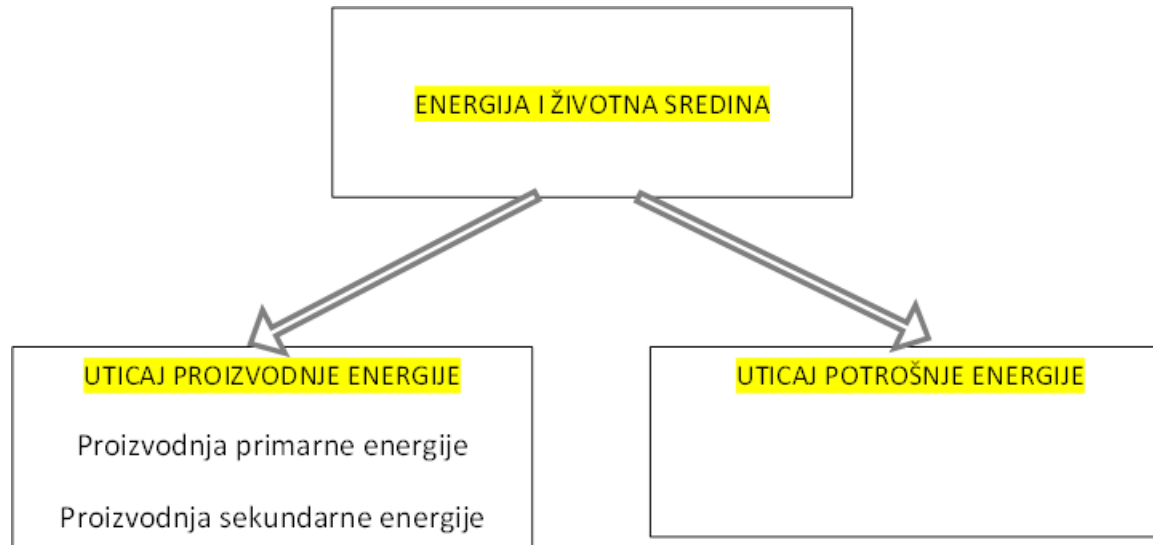 ENERGIJA I ŽIVOTNA SREDINA
UTICAJ PROIZVODNJE ENERGIJE
Proizvodnja primarne energije
Proizvodnja sekundarne energije
UTICAJ POTROŠNJE ENERGIJE